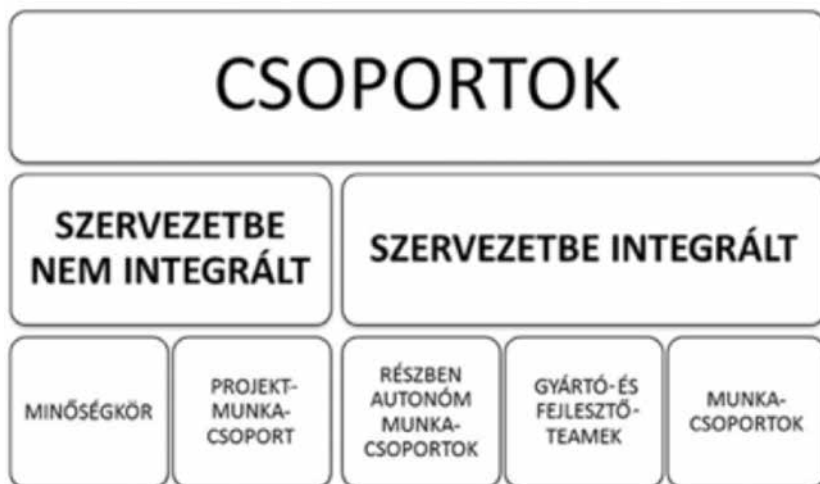 CSOPORTOK
SZERVEZETBE
NEM INTEGRÁLT
SZERVEZETBE INTEGRÁLT
MINŐSÉGKÖR
PROJEKT-
MUNKA-
CSOPORT
RÉSZBEN
AUTONÓM
MUNKA-
CSOPORTOK
GYÁRTÓ- ÉS
FEJLESZTŐ-
TEAMEK
MUNKA-
CSOPORTOK